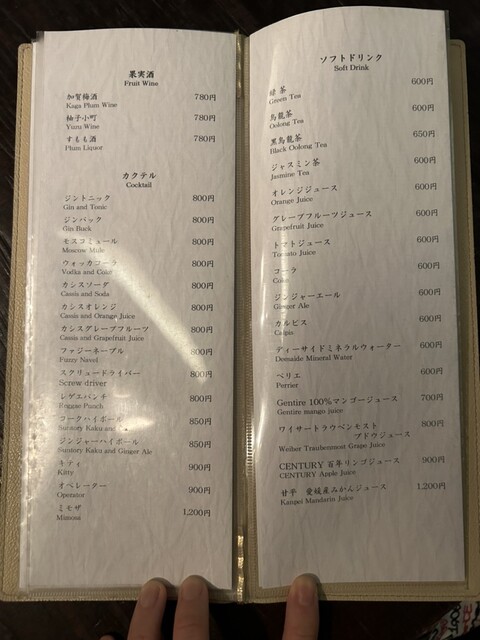 果実酒
Fruit Wine
加賀梅酒 780円
Kaga Plum Wine
柚子小町 780円
Yuzu Wine
すもも酒 780円
Plum Liquor
カクテル
Cocktail
ジントニック 800円
Gin and Tonic
ジンバック 800円
Gin Buck
モスコミュール 800円
Moscow Mule
ウォッカコーラ 800円
Vodka and Coke
カシスソーダ 800円
Cassis and Soda
カシスオレンジ 800円
Cassis and Orange Juice
カシスグレープフルーツ 800円
Cassis and Grapefruit Juice
ファジーネーブル 800円
Fuzzy Navel
スクリュードライバー 800円
Screw driver
レゲエパンチ 800円
Reggae Punch
コークハイボール 850円
Suntory Kaku and
ジンジャーハイボール 850円
Suntory Kaku and Ginger Ale
キティ 900円
Kitty
オペレーター 900円
Operator
ミモザ 1,200円
Mimosa
ソフトドリンク
Soft Drink
緑 茶 600円
Green Tea
烏龍茶 600円
Oolong Tea
黒烏龍茶 650円
Black Oolong Tea
ジャスミン茶 600円
Jasmine Tea
オレンジジュース 600円
Orange Juice
グレープフルーツジュース 600円
Grapefruit Juice
トマトジュース 600円
Tomato Juice
コーラ 600円
Coke
ジンジャーエール 600円
Ginger Ale
カルピス 600円
Calpis
ディーサイドミネラルウォーター 600円
Deesaide Mineral Water
ペリエ 600円
Perrier
Gentire 100%マンゴージュース 700円
Gentire mango juice
ワイサートラウベンモスト 800円
ブドウジュース
Weiber Traubenmost Grape Juice
CENTURY 百年リンゴジュース 900円
CENTURY Apple Juice
甘平 愛媛産みかんジュース 1,200円
Kanpei Mandarin Juice